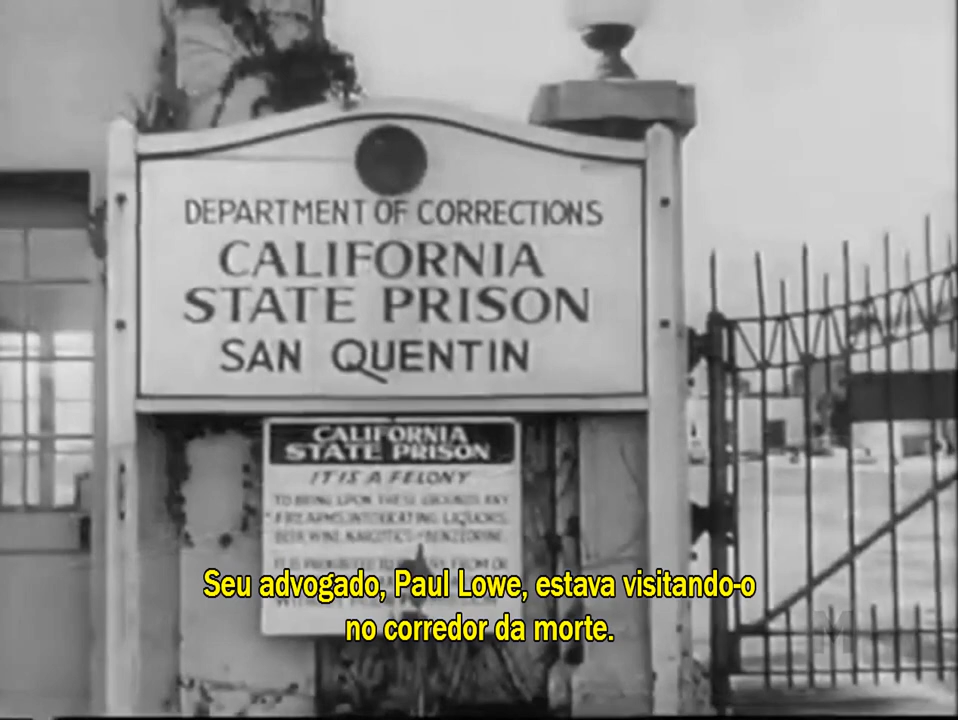 DEPARTMENT OF CORRECTIONS
CALIFORNIA
STATE PRISON
SAN QUENTIN
CALIFORNIA
STATE PRISON
IT IS A FELONY
TO BRING UPON THESE GROUNDS ANY
FIREARMS INTOXICATING LIQUORS
BEER WINE NARCOTICS BENZEDRINE
Seu advogado, Paul Lowe, estava visitando-o
no corredor da morte.